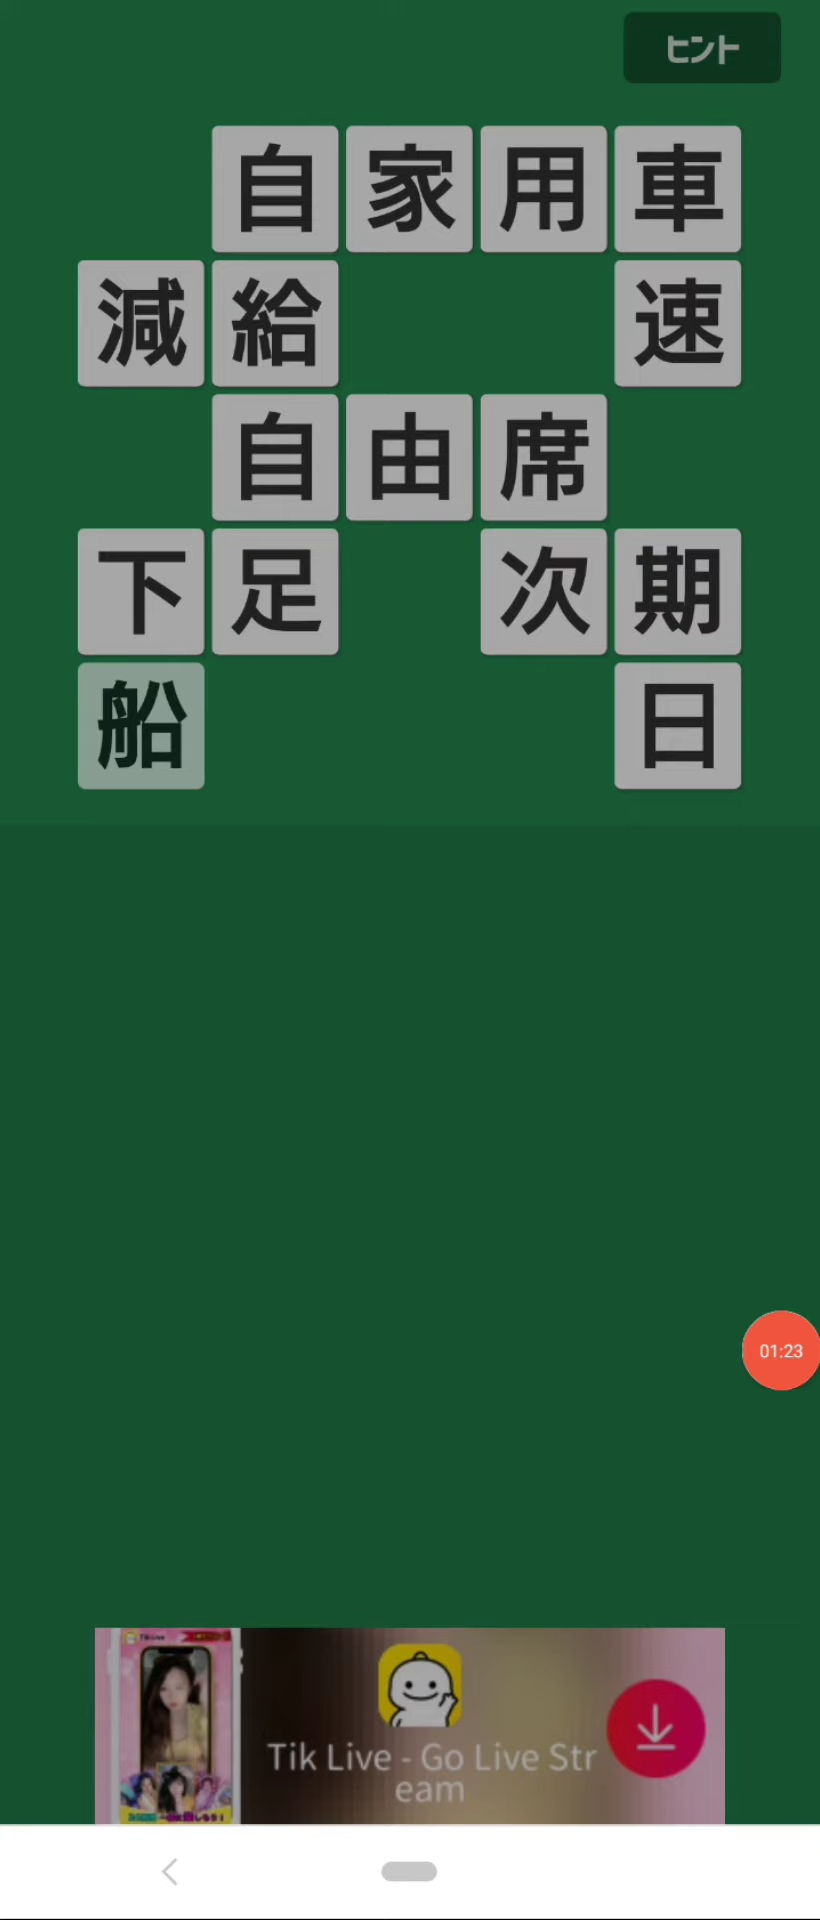 ヒント
自家用車
減給 速
自由席
下足 次期
船 日
01:23
Tik Live - Go Live Str
eam